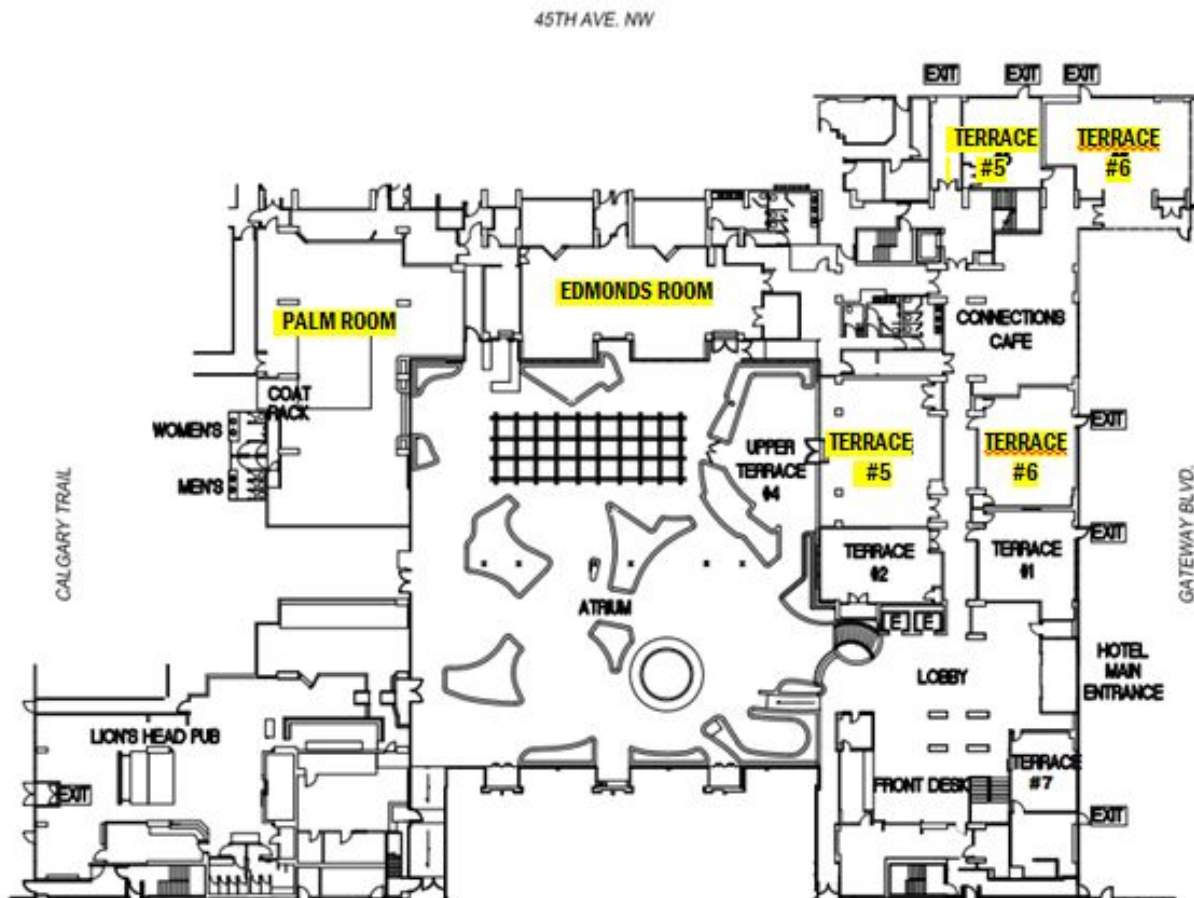 45TH AVE. NW
EXIT
EXIT
EXIT
TERRACE
#5
TERRACE
#6
EDMONDS ROOM
PALM ROOM
CONNECTIONS
CAFE
COAT
RACK
WOMEN'S
MEN'S
UPPER
TERRACE
#4
TERRACE
#5
TERRACE
#6
EXIT
CALGARY TRAIL
GATEWAY BLVD.
TERRACE
#2
TERRACE
#1
EXIT
ATRIUM
E
E
LOBBY
HOTEL
MAIN
ENTRANCE
LION'S HEAD PUB
EXIT
FRONT DESK
TERRACE
#7
EXIT